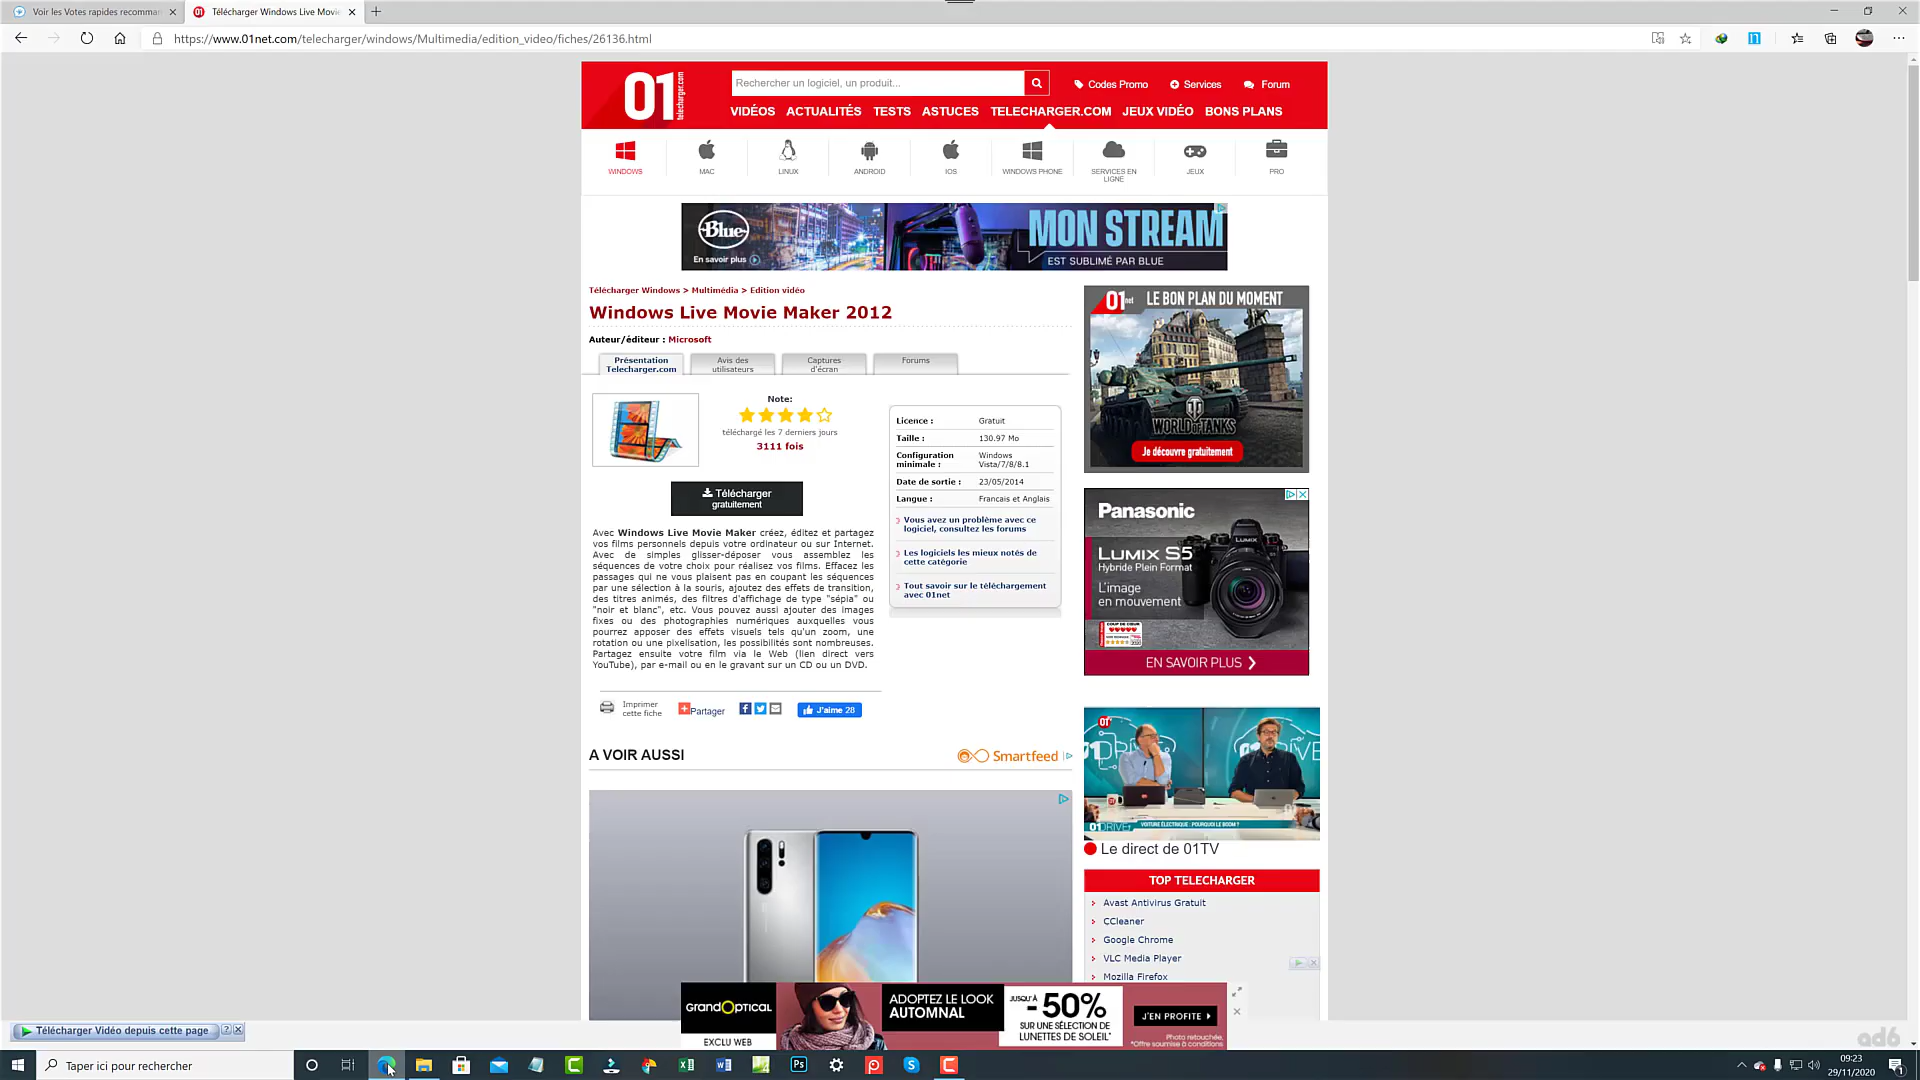 Voir les Votes rapides recomman
Télécharger Windows Live Movie
https://www.01net.com/telecharger/windows/Multimedia/edition_video/fiches/26136.html
01
telecharger.com
Rechercher un logiciel, un produit...
Codes Promo
Services
Forum
VIDÉOS ACTUALITÉS TESTS ASTUCES TELECHARGER.COM JEUX VIDÉO BONS PLANS
WINDOWS
MAC
LINUX
ANDROID
IOS
WINDOWS PHONE
SERVICES EN
LIGNE
JEUX
PRO
Blue
En savoir plus
MON STREAM
EST SUBLIMÉ PAR BLUE
Télécharger Windows > Multimédia > Edition vidéo
Windows Live Movie Maker 2012
Auteur/éditeur : Microsoft
Présentation
Telecharger.com
Avis des
utilisateurs
Captures
d'écran
Forums
Note:
téléchargé les 7 derniers jours
3111 fois
Télécharger
gratuitement
Licence : Gratuit
Taille : 130.97 Mo
Configuration
minimale :
Windows
Vista/7/8/8.1
Date de sortie : 23/05/2014
Langue : Francais et Anglais
Vous avez un problème avec ce
logiciel, consultez les forums
Les logiciels les mieux notés de
cette catégorie
Tout savoir sur le téléchargement
avec 01net
Avec Windows Live Movie Maker créez, éditez et partagez
vos films personnels depuis votre ordinateur ou sur Internet.
Avec de simples glisser-déposer vous assemblez les
séquences de votre choix pour réalisez vos films. Effacez les
passages qui ne vous plaisent pas en coupant les séquences
par une sélection à la souris, ajoutez des effets de transition,
des titres animés, des filtres d'affichage de type "sépia" ou
"noir et blanc", etc. Vous pouvez aussi ajouter des images
fixes ou des photographies numériques auxquelles vous
pourrez apposer des effets visuels tels qu'un zoom, une
rotation ou une pixelisation, les possibilités sont nombreuses.
Partagez ensuite votre film via le Web (lien direct vers
YouTube), par e-mail ou en le gravant sur un CD ou un DVD.
Imprimer
cette fiche
Partager
J'aime 28
A VOIR AUSSI
Smartfeed
01net LE BON PLAN DU MOMENT
WORLD OF TANKS
Je découvre gratuitement
Panasonic
LUMIX S5
Hybride Plein Format
L'image
en mouvement
LUMIX
EN SAVOIR PLUS
01DRIVE
VOITURE ÉLECTRIQUE : POURQUOI LE BOOM ?
Le direct de 01TV
TOP TELECHARGER
Avast Antivirus Gratuit
CCleaner
Google Chrome
VLC Media Player
Mozilla Firefox
GRANDOPTICAL
EXCLU WEB
ADOPTEZ LE LOOK
AUTOMNAL
JUSQU'À
-50%
SUR UNE SÉLECTION DE
LUNETTES DE SOLEIL*
J'EN PROFITE
Photo retouchée.
*Offre soumise à conditions
Télécharger Vidéo depuis cette page
ad6
Taper ici pour rechercher
09:23
29/11/2020